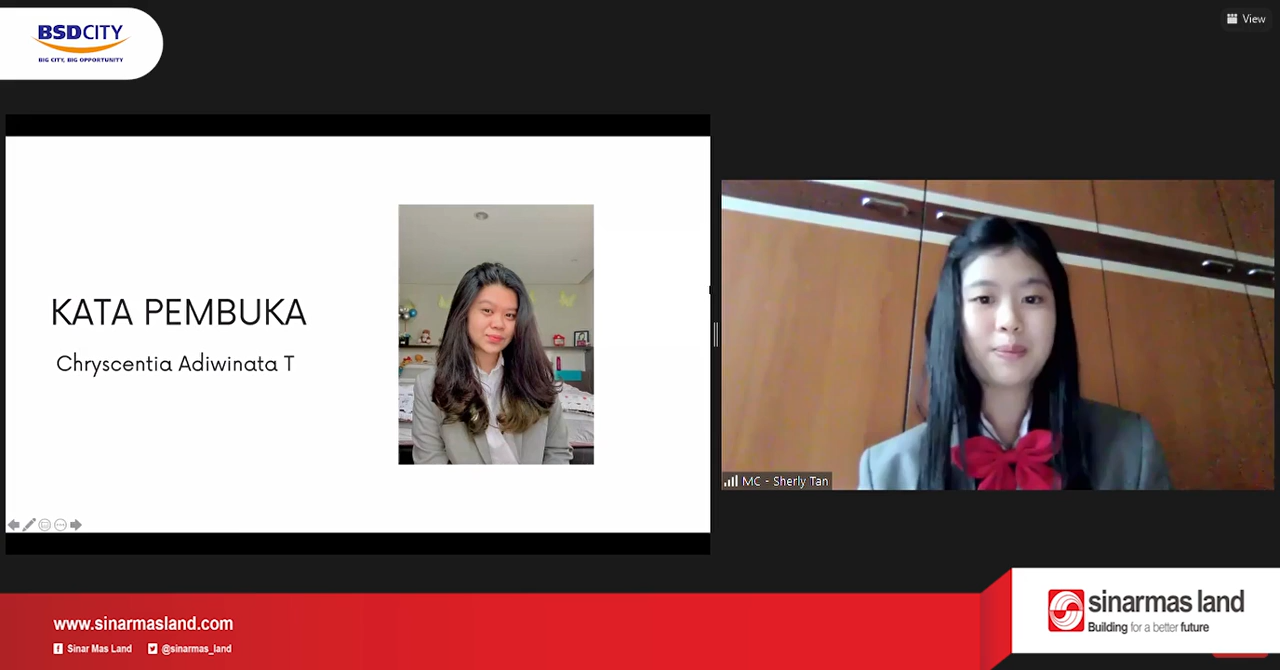 BSDCITY
BIG CITY, BIG OPPORTUNITY
View
KATA PEMBUKA
Chryscentia Adiwinata T
MC - Sherly Tan
www.sinarmasland.com
Sinar Mas Land @sinarmas_land
sinarmas land
Building for a better future